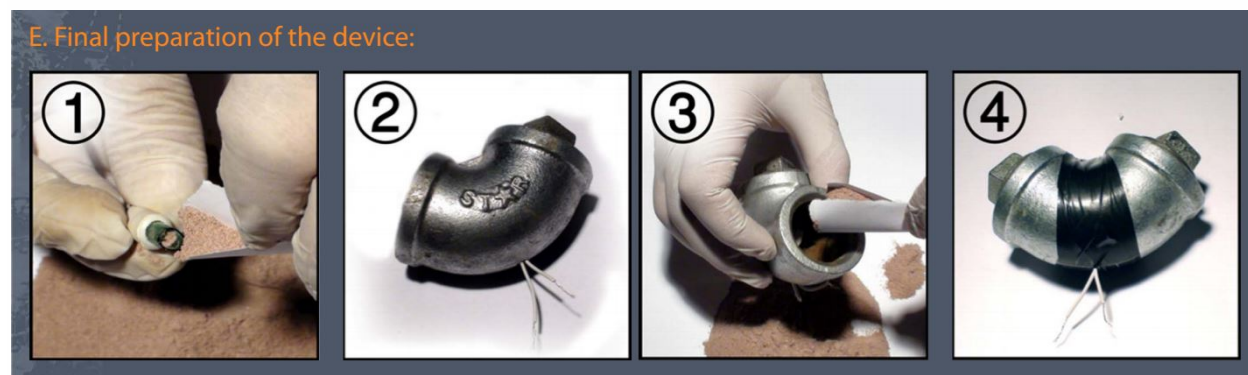 E. Final preparation of the device:
① ② ③ ④